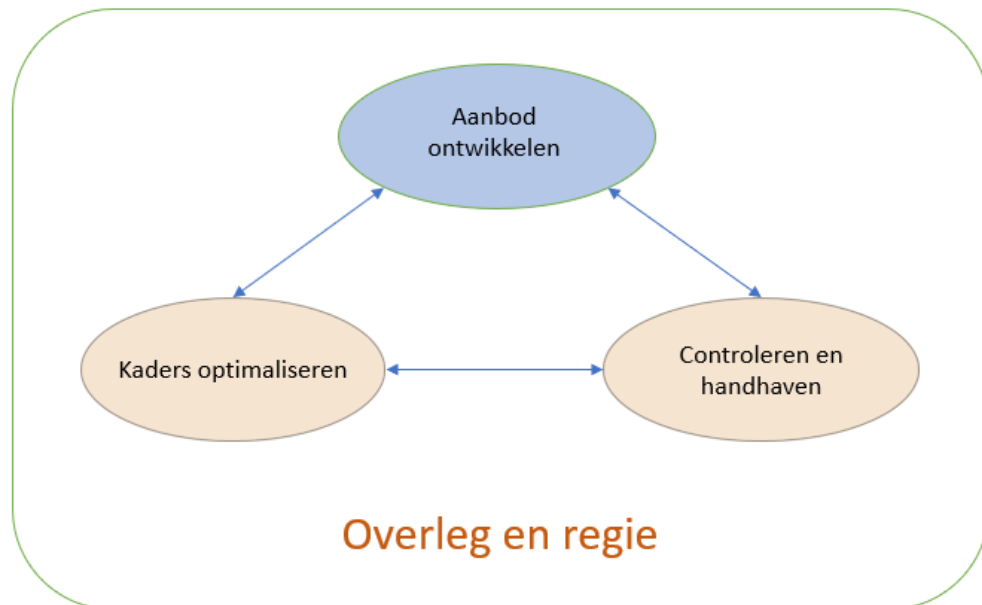 Aanbod
ontwikkelen
Kaders optimaliseren
Controleren en
handhaven
Overleg en regie